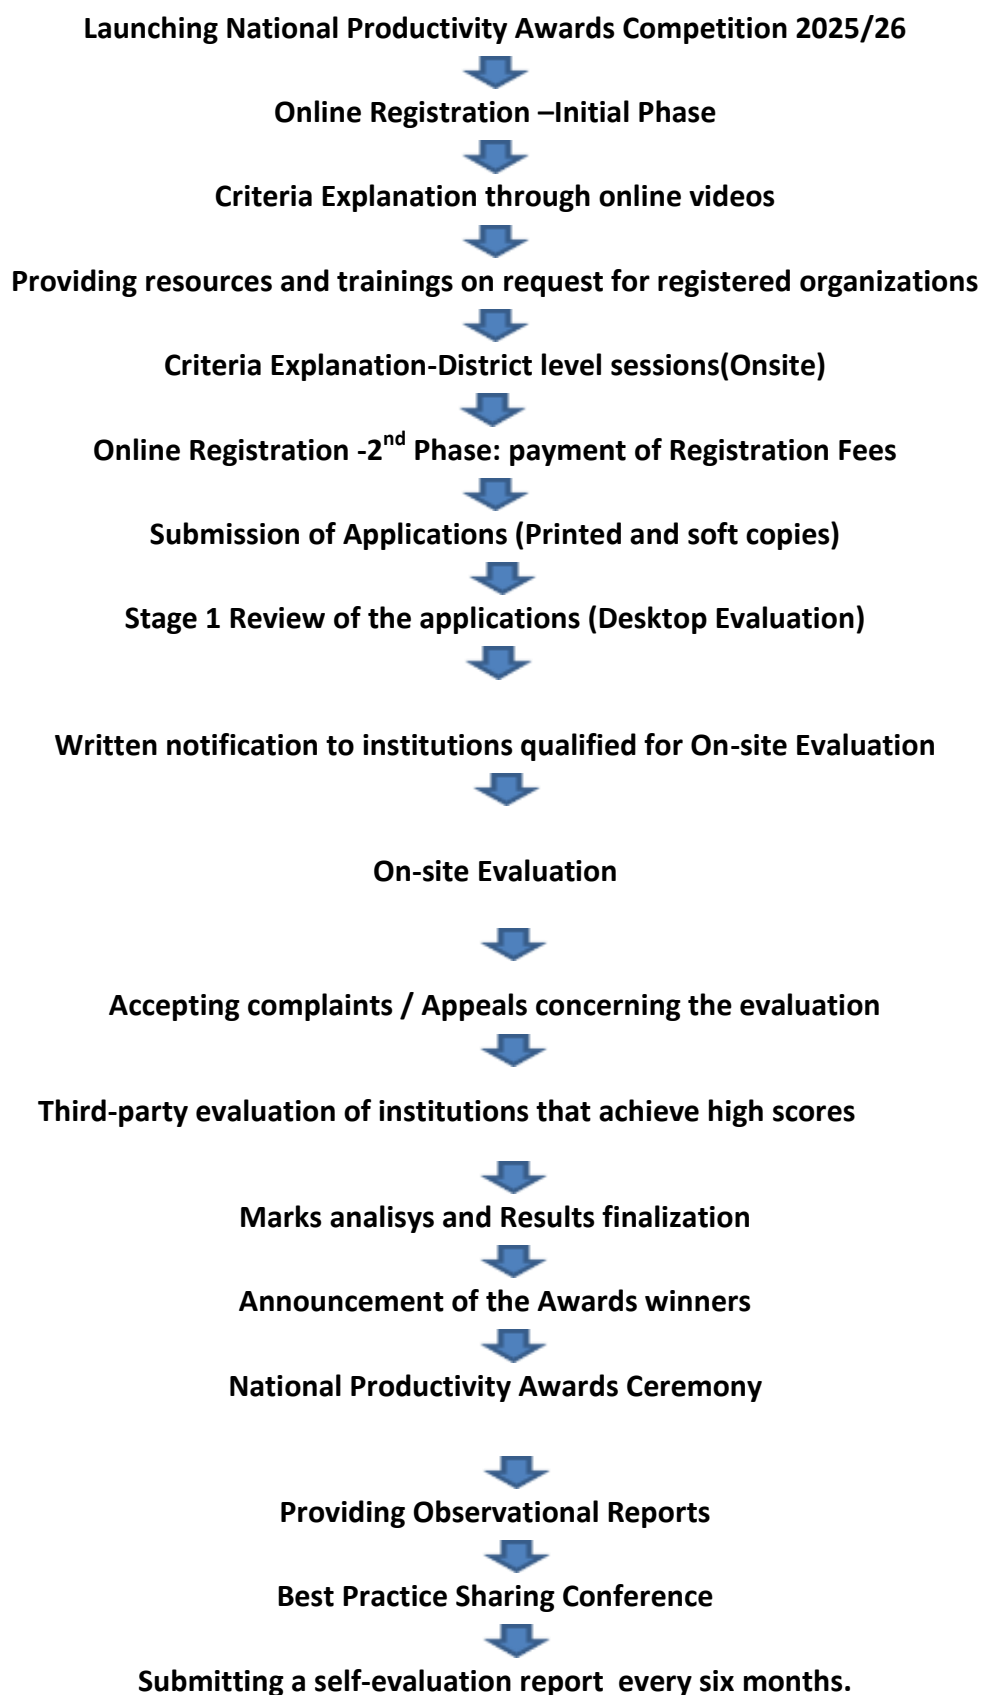 Launching National Productivity Awards Competition 2025/26
Online Registration –Initial Phase
Criteria Explanation through online videos
Providing resources and trainings on request for registered organizations
Criteria Explanation-District level sessions(Onsite)
Online Registration -2nd Phase: payment of Registration Fees
Submission of Applications (Printed and soft copies)
Stage 1 Review of the applications (Desktop Evaluation)
Written notification to institutions qualified for On-site Evaluation
On-site Evaluation
Accepting complaints / Appeals concerning the evaluation
Third-party evaluation of institutions that achieve high scores
Marks analisys and Results finalization
Announcement of the Awards winners
National Productivity Awards Ceremony
Providing Observational Reports
Best Practice Sharing Conference
Submitting a self-evaluation report every six months.